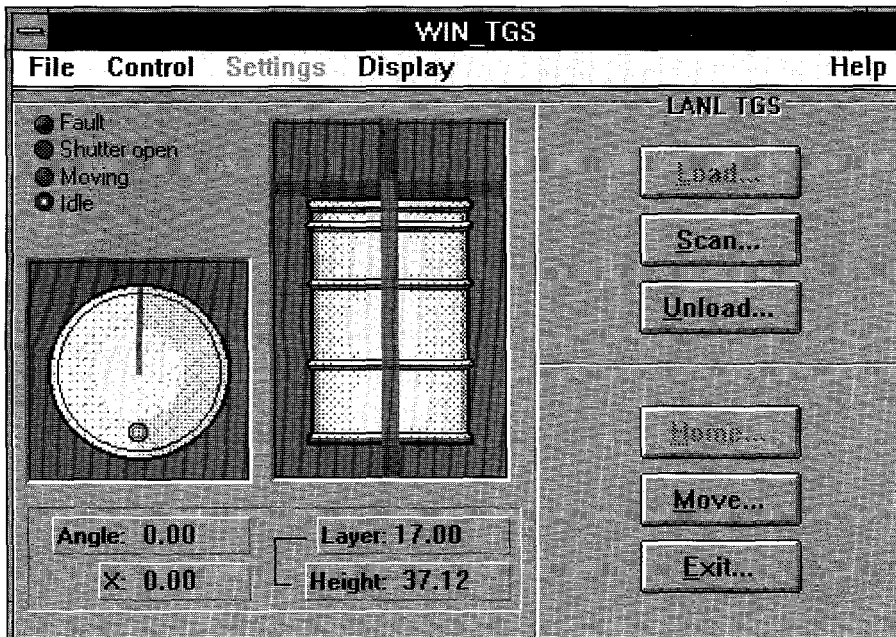 WIN_TGS
File Control Settings Display Help
Fault
Shutter open
Moving
Idle
LANL TGS
Load...
Scan...
Unload...
Home...
Move...
Exit...
Angle: 0.00
Layer: 17.00
X: 0.00
Height: 37.12